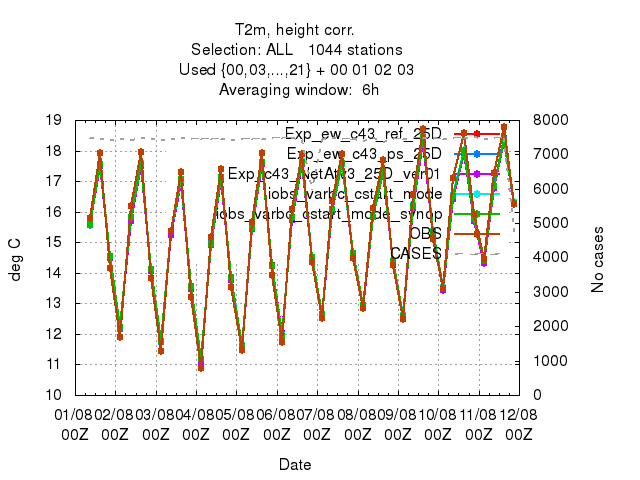 T2m, height corr.
Selection: ALL   1044 stations
Used {00,03,...,21} + 00 01 02 03
Averaging window:  6h
19
18
17
16
15
14
13
12
11
10
deg C
8000
7000
6000
5000
4000
3000
2000
1000
0
No cases
Exp_ew_c43_ref_25D
Exp_ew_c43_ps_25D
Exp_c43_NetAtm3_25D_ver01
iobs_varbc_cstart_mode
iobs_varbc_cstart_mode_synop
OBS
CASES
01/08 02/08 03/08 04/08 05/08 06/08 07/08 08/08 09/08 10/08 11/08 12/08
00Z 00Z 00Z 00Z 00Z 00Z 00Z 00Z 00Z 00Z 00Z 00Z
Date